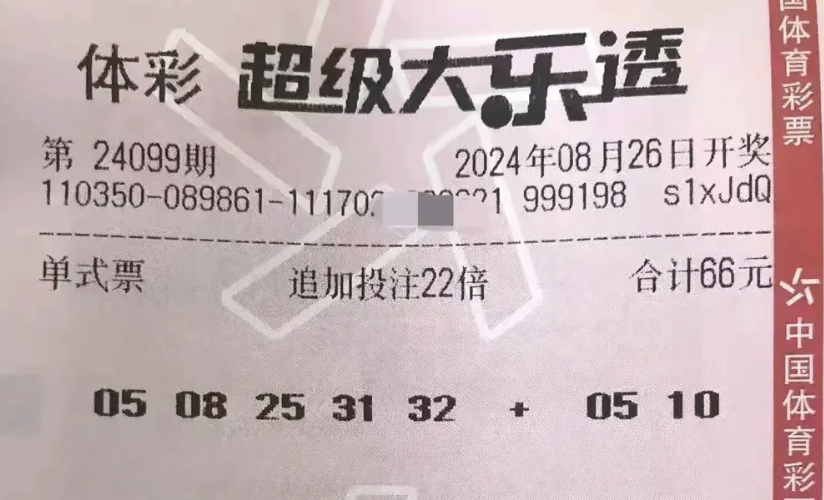 体彩 超级大乐透
第 24099期 2024年08月26日开奖
110350-089861-11170 21 999198 s1xJdQ
单式票 追加投注22倍 合计66元
05 08 25 31 32 + 05 10
国体育彩票
中国体育彩